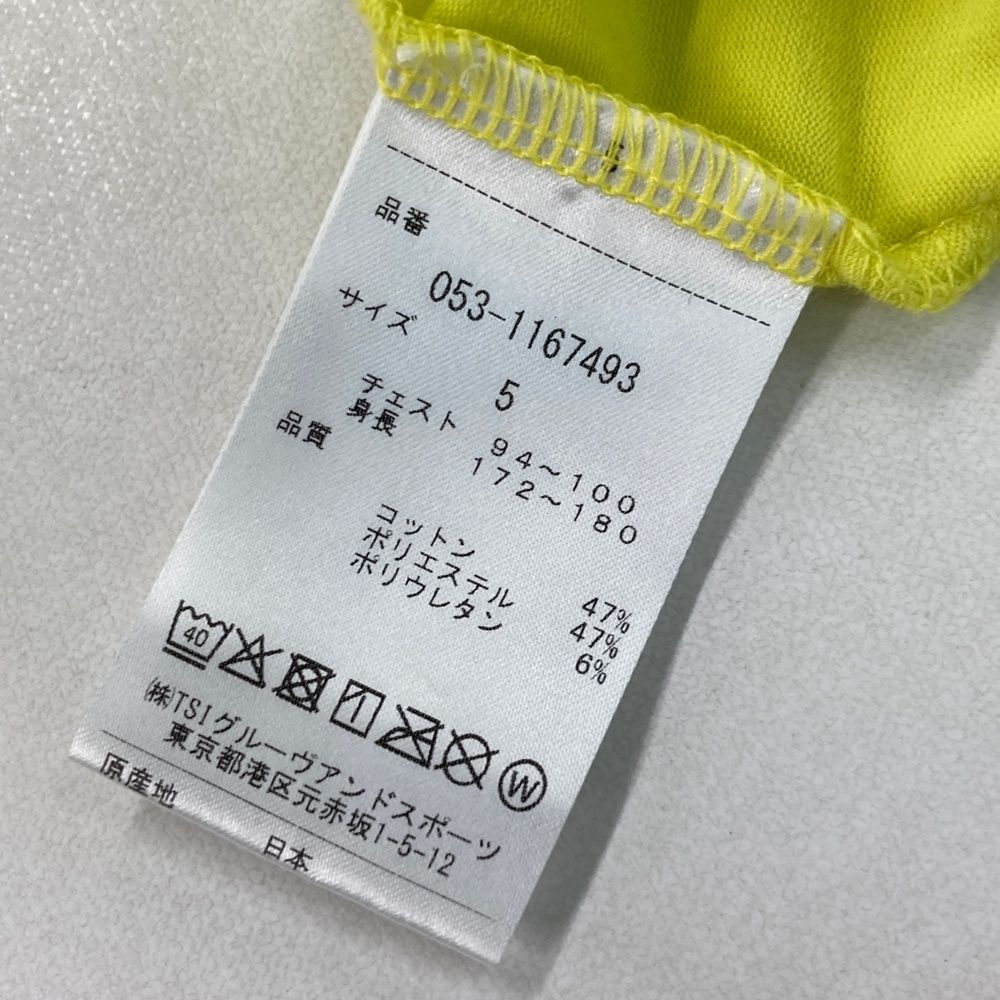 品番
053-1167493
サイズ
5
チェスト 94～100
身長 172～180
品質
コットン 47%
ポリエステル 47%
ポリウレタン 6%
40
W
(株)TSIグルーヴアンドスポーツ
東京都港区元赤坂1-5-12
原産地
日本